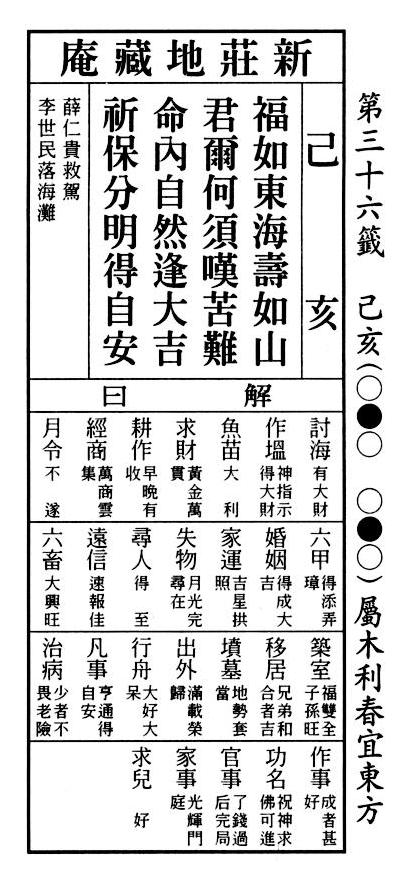 第三十六籤 己亥(○●○ ○●○)屬木利春宜東方
新莊地藏庵
己亥
福如東海壽如山
君爾何須嘆苦難
命內自然逢大吉
祈保分明得自安
薛仁貴救駕
李世民落海灘
解曰
討海 有大財
作塭 神指示得大財
魚苗 大利
求財 黃金萬貫
耕作 早晚有收
經商 萬商雲集
月令 不遂
六甲 得添弄璋
婚姻 得成大吉
家運 吉星拱照
失物 月光完尋在
尋人 得至
遠信 速報佳
六畜 大興旺
築室 福雙全子孫旺
移居 兄弟和合者吉
墳墓 地勢套當
出外 滿載榮歸
行舟 大好大呆
凡事 亨通得自安
治病 少者不畏老險
作事 成者甚好
功名 祝神求佛可進
官事 了錢過后完局
家事 光輝門庭
求兒 好